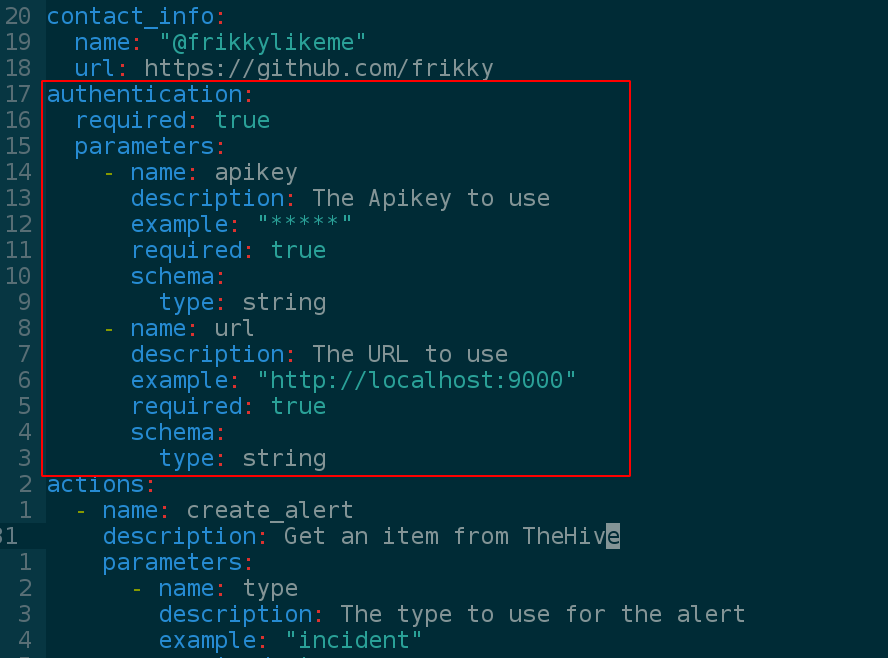 20 contact_info:
19   name: "@frikkylikeme"
18   url: https://github.com/frikky
17 authentication:
16   required: true
15   parameters:
14     - name: apikey
13       description: The Apikey to use
12       example: "*****"
11       required: true
10       schema:
9         type: string
8     - name: url
7       description: The URL to use
6       example: "http://localhost:9000"
5       required: true
4       schema:
3         type: string
2 actions:
1   - name: create_alert
31     description: Get an item from TheHive
1     parameters:
2       - name: type
3         description: The type to use for the alert
4         example: "incident"